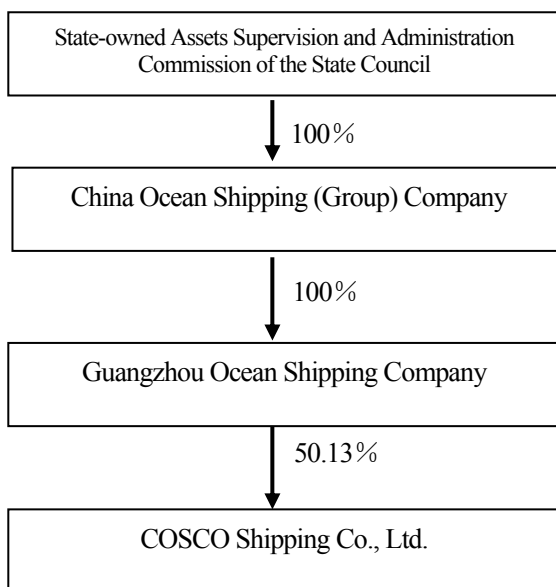 State-owned Assets Supervision and Administration
Commission of the State Council
100％
China Ocean Shipping (Group) Company
100％
Guangzhou Ocean Shipping Company
50.13％
COSCO Shipping Co., Ltd.